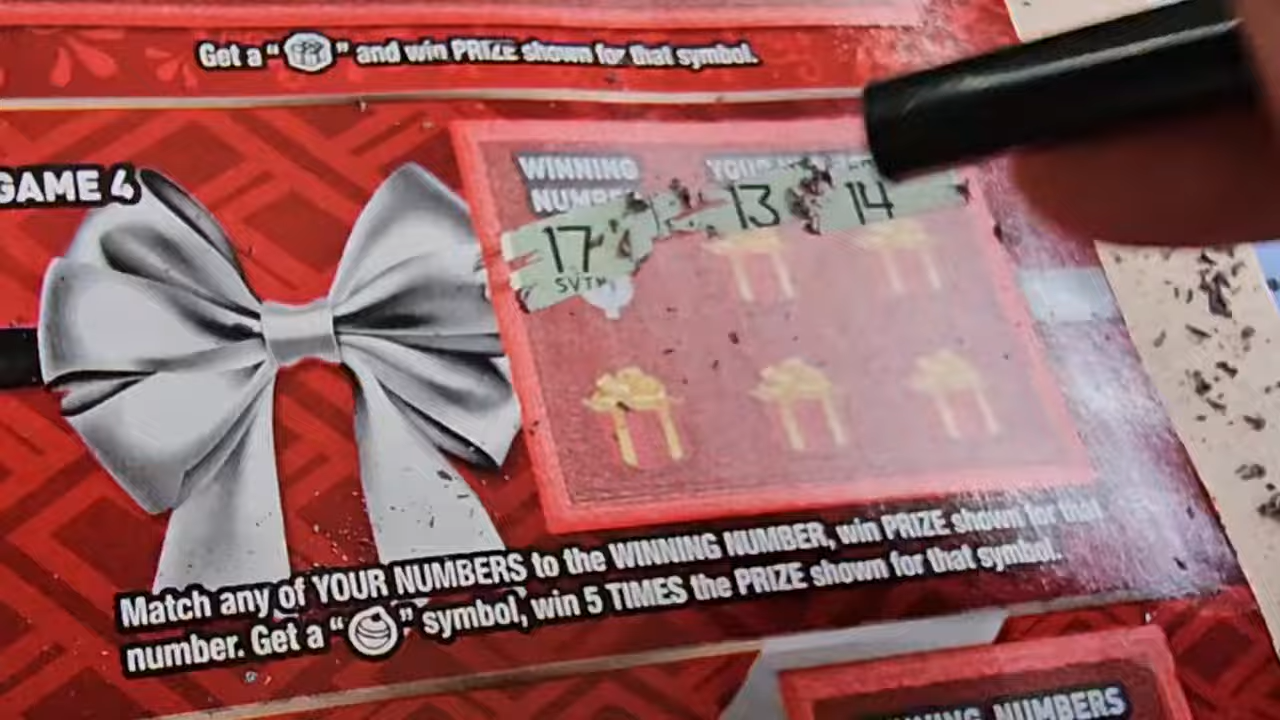 Get a “ ” and win PRIZE shown for that symbol.
GAME 4
WINNING
17
SVTN
13
14
Match any of YOUR NUMBERS to the WINNING NUMBER, win PRIZE shown for that
number. Get a “ ” symbol, win 5 TIMES the PRIZE shown for that symbol.
WINNING NUMBERS